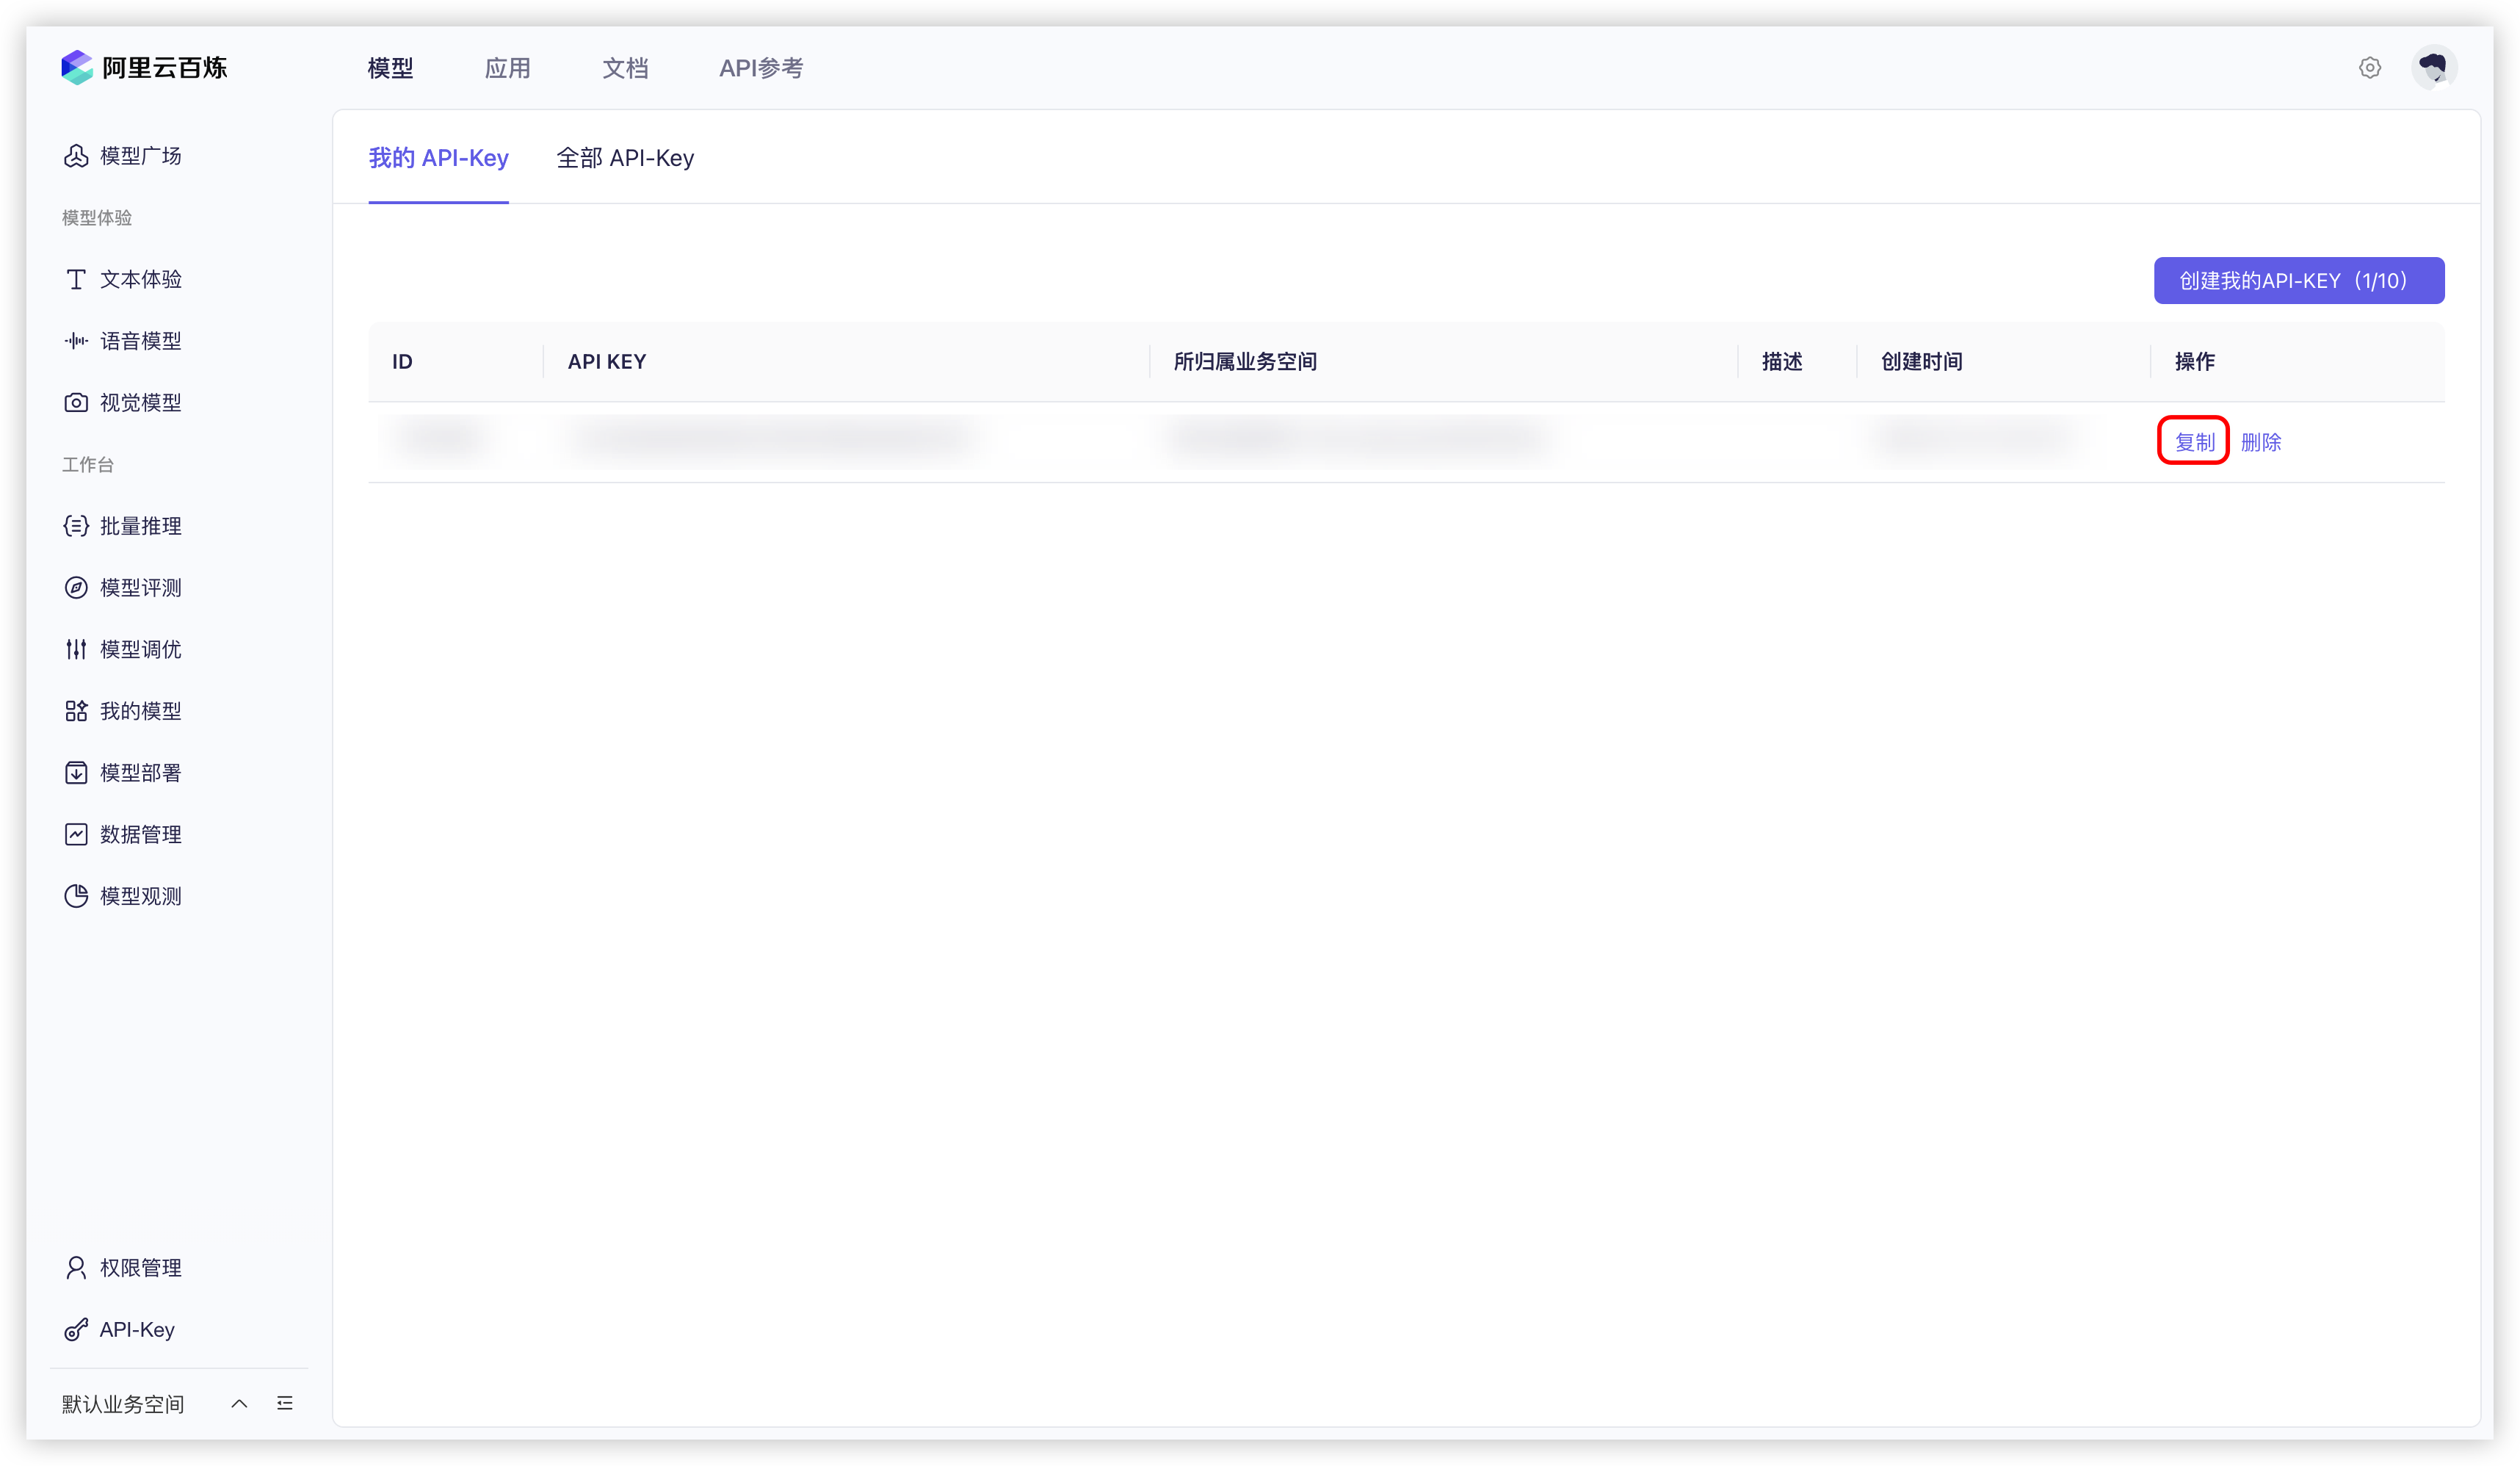 阿里云百炼
模型 应用 文档 API参考
模型广场
模型体验
文本体验
语音模型
视觉模型
工作台
批量推理
模型评测
模型调优
我的模型
模型部署
数据管理
模型观测
权限管理
API-Key
默认业务空间
我的 API-Key 全部 API-Key
创建我的API-KEY（1/10）
ID API KEY 所归属业务空间 描述 创建时间 操作
复制 删除